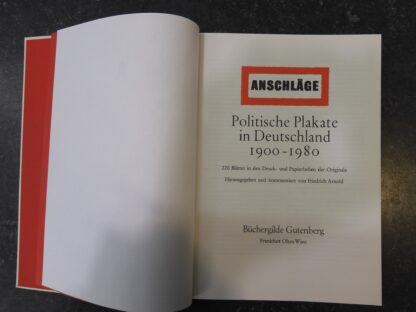 ANSCHLÄGE
Politische Plakate
in Deutschland
1900-1980
226 Blätter in den Druck- und Papierfarben der Originale
Herausgegeben und kommentiert von Friedrich Arnold
Büchergilde Gutenberg
Frankfurt Olten Wien